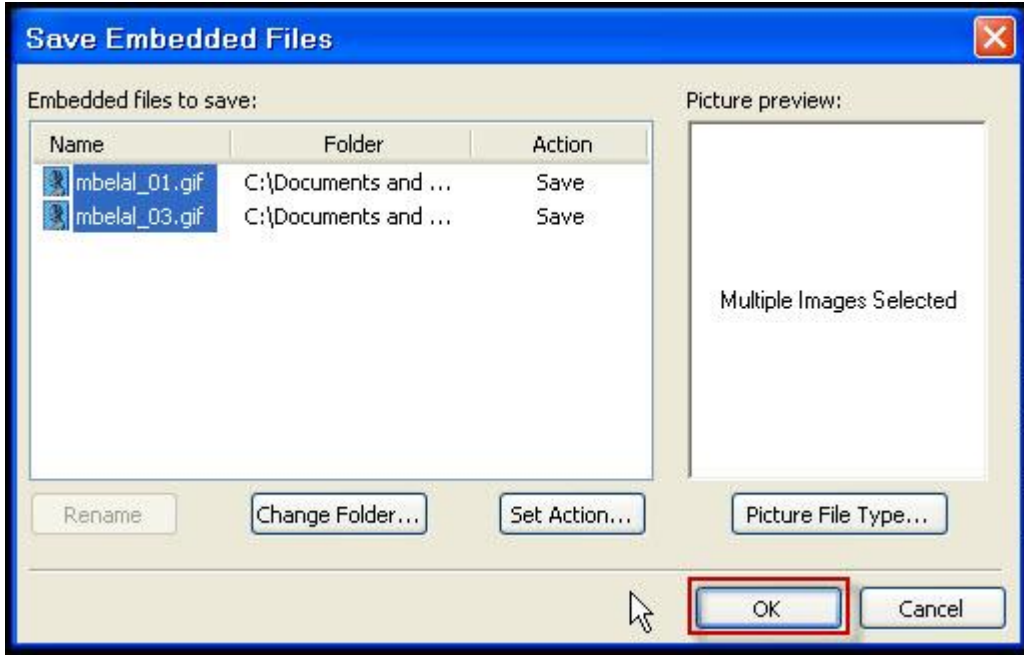 Save Embedded Files
Embedded files to save:
Picture preview:
Name Folder Action
mbelal_01.gif C:\Documents and ... Save
mbelal_03.gif C:\Documents and ... Save
Multiple Images Selected
Rename Change Folder... Set Action... Picture File Type...
OK Cancel